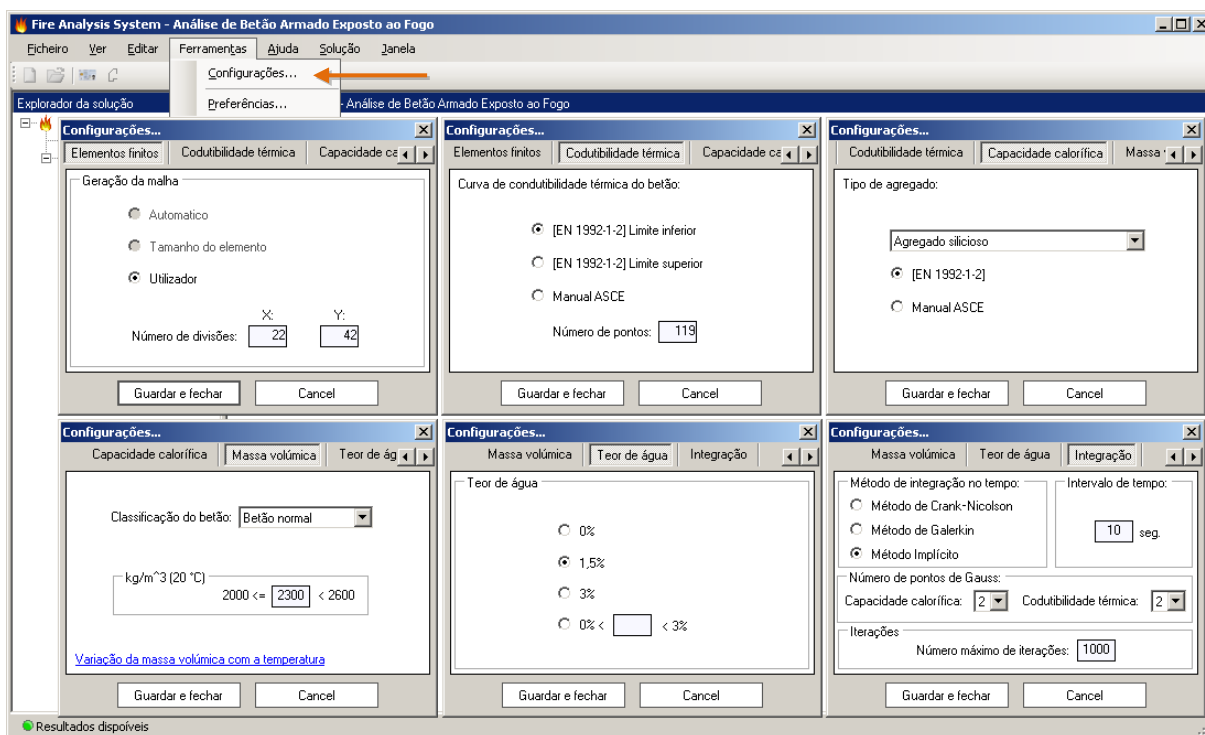 Fire Analysis System - Análise de Betão Armado Exposto ao Fogo
Ficheiro Ver Editar Ferramentas Ajuda Solução Janela
Configurações...
Preferências...
Explorador da solução
- Análise de Betão Armado Exposto ao Fogo
Configurações...
Elementos finitos Codutibilidade térmica Capacidade ca
Geração da malha
Automatico
Tamanho do elemento
Utilizador
X: Y:
Número de divisões: 22 42
Guardar e fechar Cancel
Configurações...
Elementos finitos Codutibilidade térmica Capacidade ca
Curva de condutibilidade térmica do betão:
[EN 1992-1-2] Limite inferior
[EN 1992-1-2] Limite superior
Manual ASCE
Número de pontos: 119
Guardar e fechar Cancel
Configurações...
Codutibilidade térmica Capacidade calorífica Massa
Tipo de agregado:
Agregado silicioso
[EN 1992-1-2]
Manual ASCE
Guardar e fechar Cancel
Configurações...
Capacidade calorífica Massa volúmica Teor de ág
Classificação do betão: Betão normal
kg/m^3 (20 °C)
2000 <= 2300 < 2600
Variação da massa volúmica com a temperatura
Guardar e fechar Cancel
Configurações...
Massa volúmica Teor de água Integração
Teor de água
0%
1,5%
3%
0% < < 3%
Guardar e fechar Cancel
Configurações...
Massa volúmica Teor de água Integração
Método de integração no tempo: Intervalo de tempo:
Método de Crank-Nicolson
Método de Galerkin 10 seg.
Método Implícito
Número de pontos de Gauss:
Capacidade calorífica: 2 Codutibilidade térmica: 2
Iterações
Número máximo de iterações: 1000
Guardar e fechar Cancel
Resultados dispoíveis